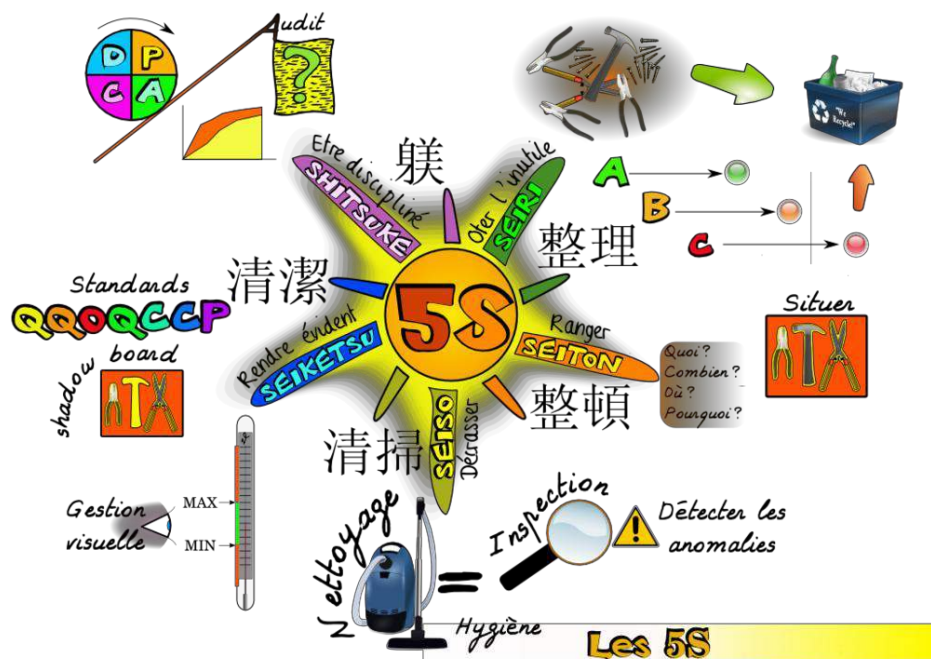 Audit
D P
C A
?
"We
Recycle!"
躾
Etre discipliné
SHITSUKE
Oter l'inutile
SEIRI
整理
A
B
C
清潔
Standards
QQOQCCP
Rendre évident
SEIKETSU
5S
Ranger
SEITON
整頓
Quoi?
Combien?
Où?
Pourquoi?
Situer
shadow
board
清掃
SEISO
Décrasser
Gestion
visuelle
MAX
MIN
Nettoyage
=
Inspection
Détecter les
anomalies
Hygiène
Les 5S